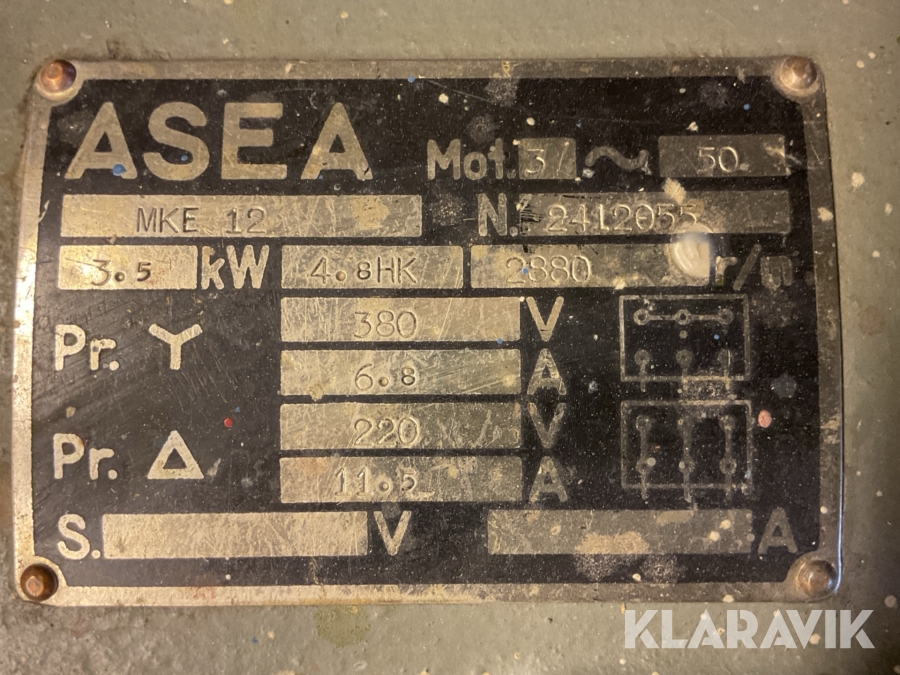 ASEA Mot. 3/ ~ 50.
MKE 12 N. 2412055
3.5 kW 4.8HK 2880 r/m
Pr. Y 380 V
6.8 A
Pr. Δ 220 V
11.5 A
S. V A
KLARAVIK